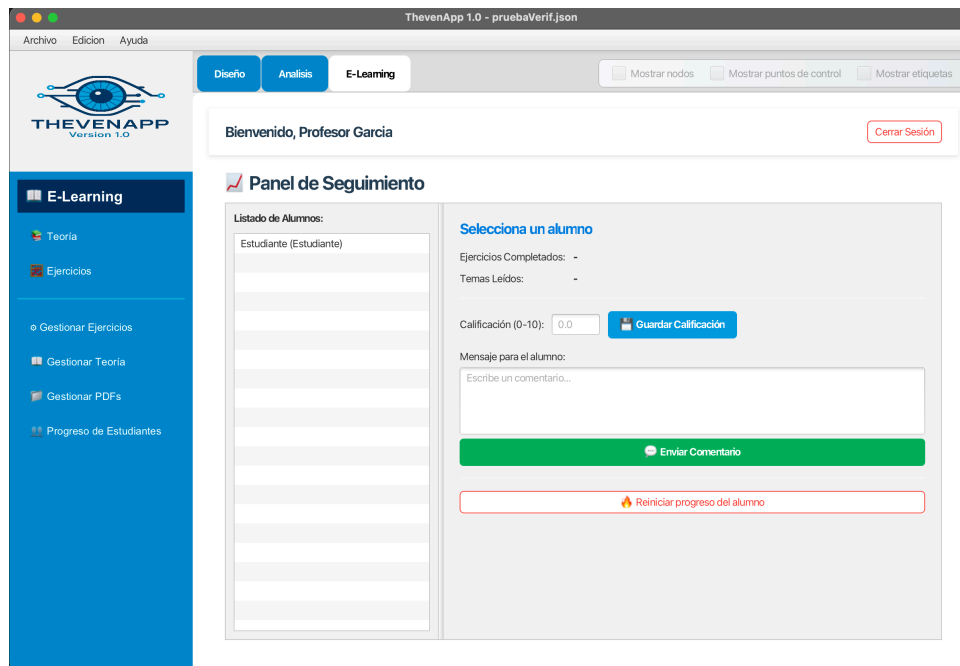 ThevenApp 1.0 - pruebaVerif.json
Archivo Edicion Ayuda
THEVENAPP
Version 1.0
Diseño Analisis E-Learning
Mostrar nodos Mostrar puntos de control Mostrar etiquetas
Bienvenido, Profesor Garcia
Cerrar Sesión
E-Learning
Teoría
Ejercicios
Gestionar Ejercicios
Gestionar Teoría
Gestionar PDFs
Progreso de Estudiantes
Panel de Seguimiento
Listado de Alumnos:
Estudiante (Estudiante)
Selecciona un alumno
Ejercicios Completados: -
Temas Leídos: -
Calificación (0-10): 0.0 Guardar Calificación
Mensaje para el alumno:
Escribe un comentario...
Enviar Comentario
Reiniciar progreso del alumno